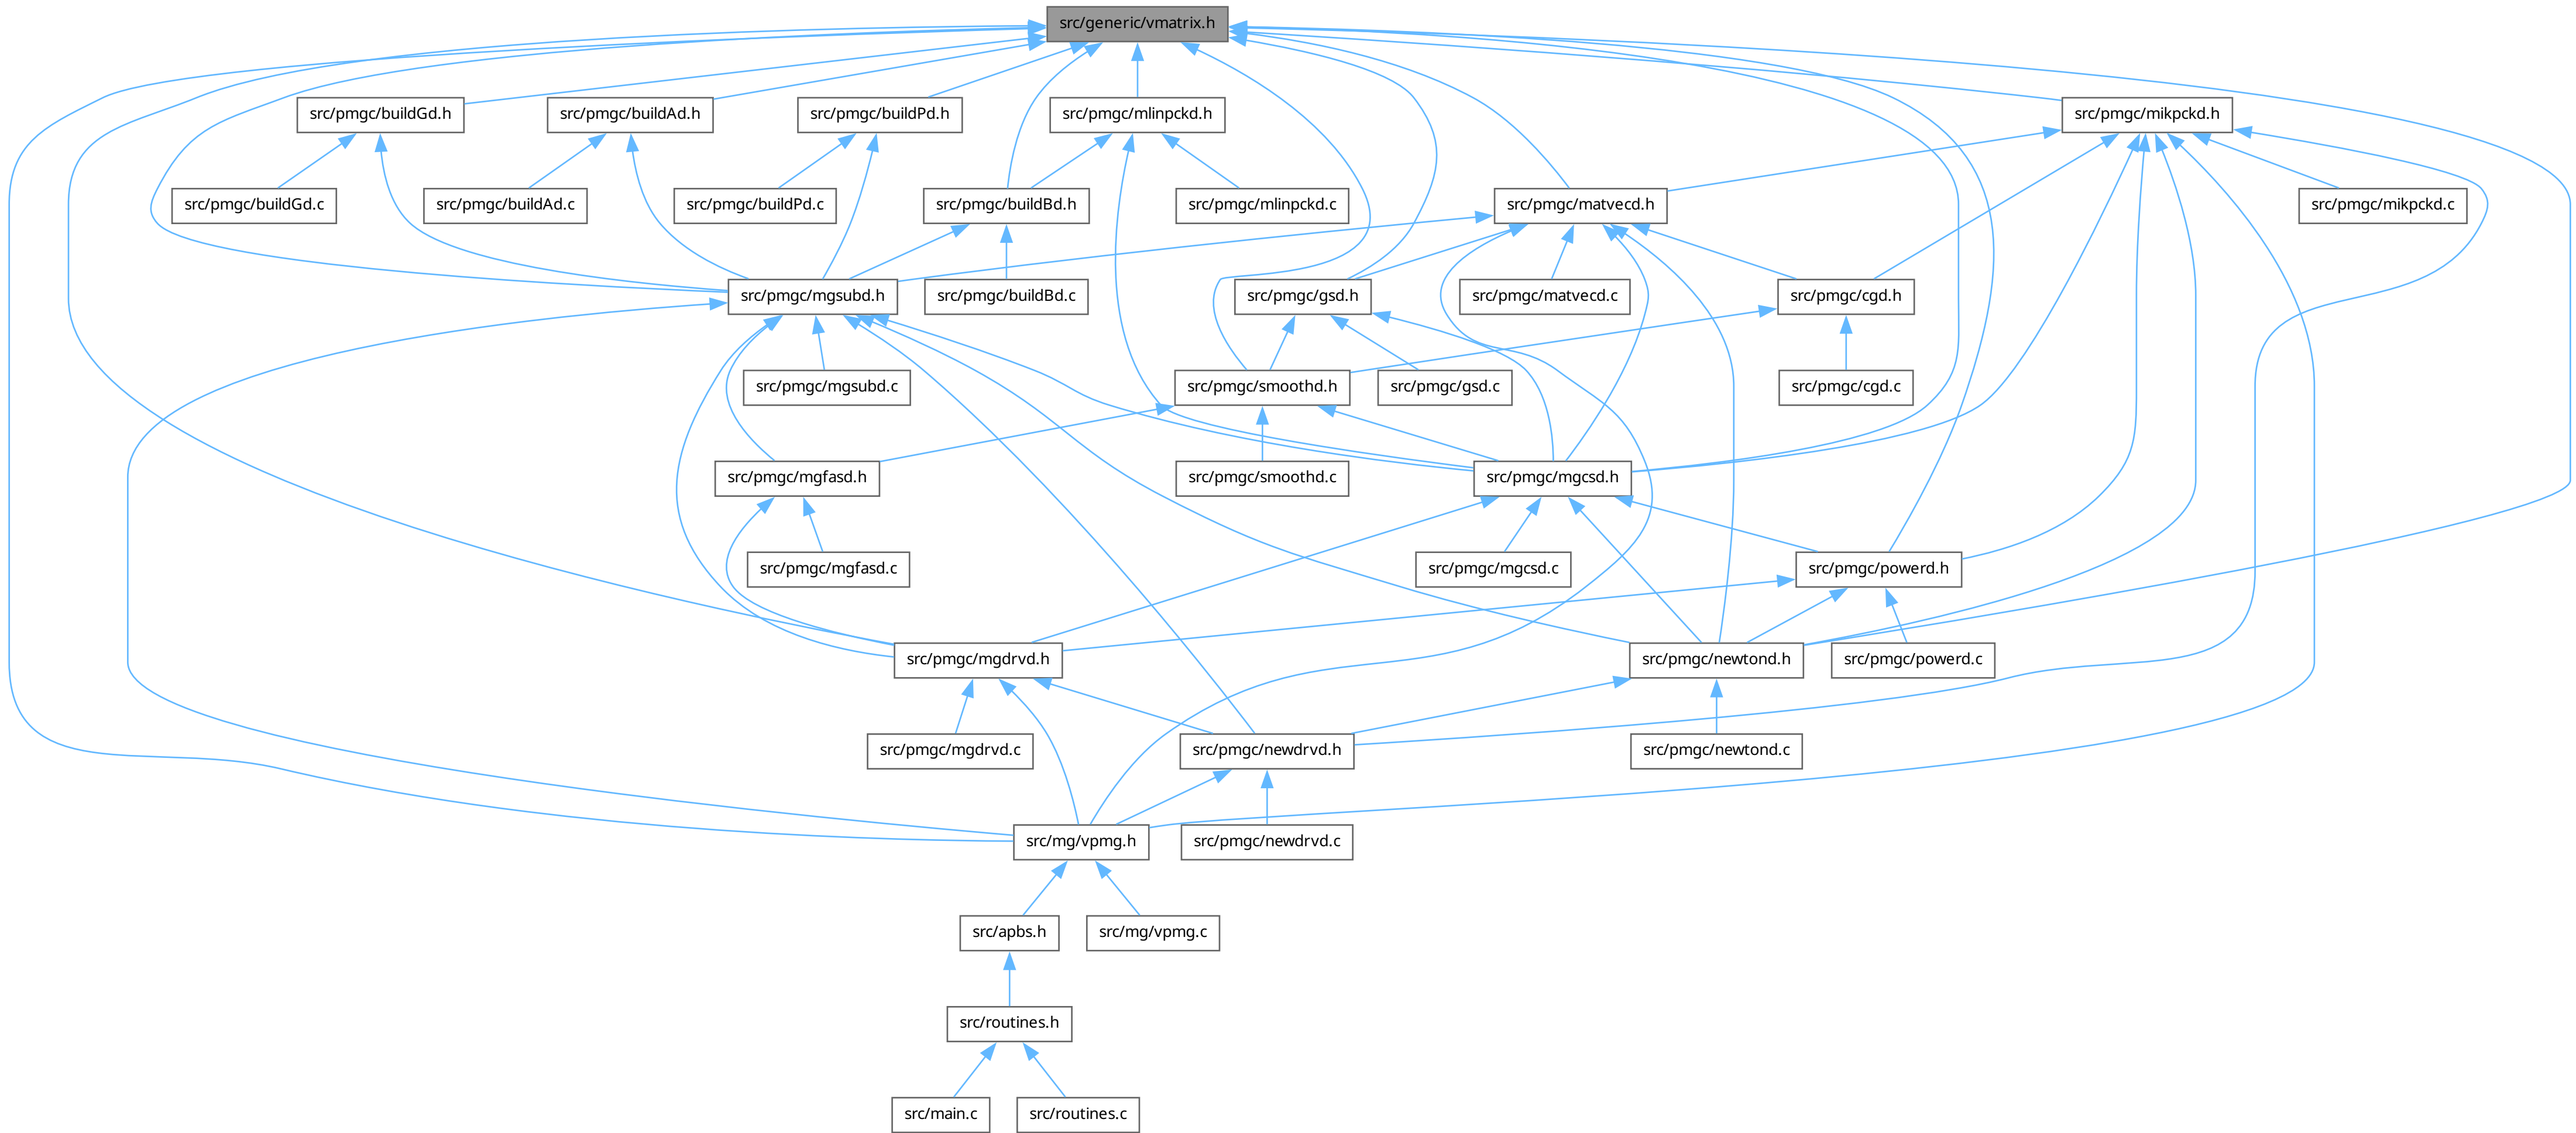 src/generic/vmatrix.h
src/pmgc/buildGd.h
src/pmgc/buildAd.h
src/pmgc/buildPd.h
src/pmgc/mlinpckd.h
src/pmgc/mikpckd.h
src/pmgc/buildGd.c
src/pmgc/buildAd.c
src/pmgc/buildPd.c
src/pmgc/buildBd.h
src/pmgc/mlinpckd.c
src/pmgc/matvecd.h
src/pmgc/mikpckd.c
src/pmgc/mgsubd.h
src/pmgc/buildBd.c
src/pmgc/gsd.h
src/pmgc/matvecd.c
src/pmgc/cgd.h
src/pmgc/mgsubd.c
src/pmgc/smoothd.h
src/pmgc/gsd.c
src/pmgc/cgd.c
src/pmgc/mgfasd.h
src/pmgc/smoothd.c
src/pmgc/mgcsd.h
src/pmgc/mgfasd.c
src/pmgc/mgcsd.c
src/pmgc/powerd.h
src/pmgc/mgdrvd.h
src/pmgc/newtond.h
src/pmgc/powerd.c
src/pmgc/mgdrvd.c
src/pmgc/newdrvd.h
src/pmgc/newtond.c
src/mg/vpmg.h
src/pmgc/newdrvd.c
src/apbs.h
src/mg/vpmg.c
src/routines.h
src/main.c
src/routines.c